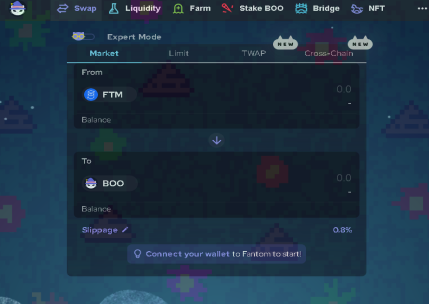 Swap Liquidity Farm Stake BOO Bridge NFT ...
Expert Mode
NEW NEW
Market Limit TWAP Cross-Chain
From
FTM
0.0
-
Balance
To
BOO
0.0
-
Balance
Slippage 0.8%
Connect your wallet to Fantom to start!